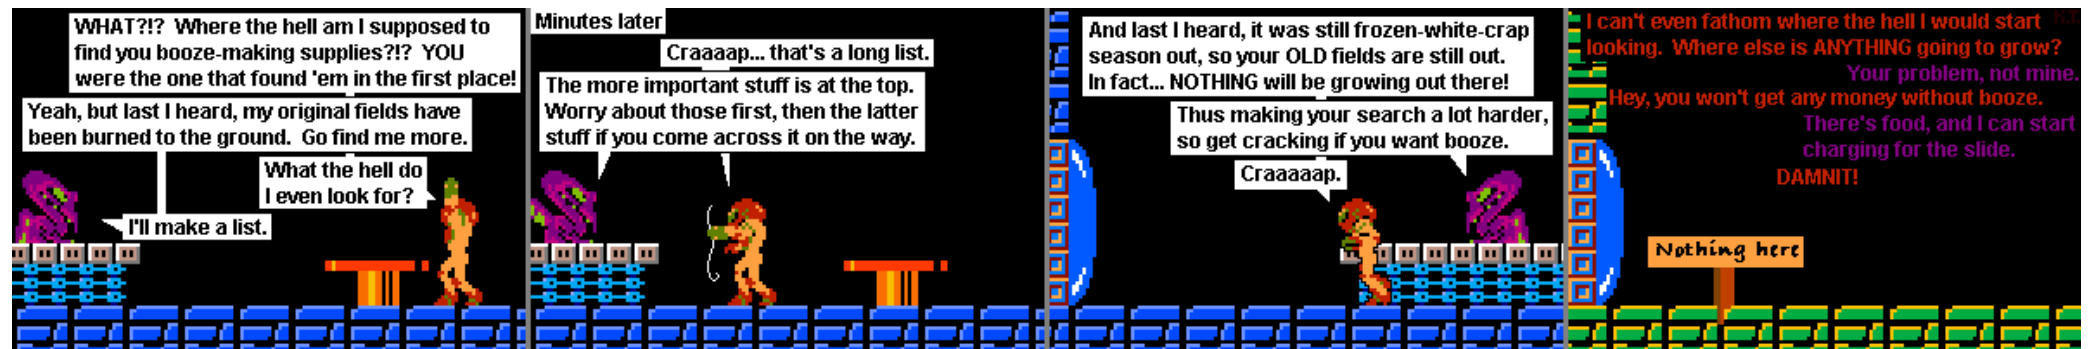 WHAT?!?  Where the hell am I supposed to
find you booze-making supplies?!?  YOU
were the one that found 'em in the first place!
Yeah, but last I heard, my original fields have
been burned to the ground.  Go find me more.
What the hell do
I even look for?
I'll make a list.
Minutes later
Craaaap... that's a long list.
The more important stuff is at the top.
Worry about those first, then the latter
stuff if you come across it on the way.
And last I heard, it was still frozen-white-crap
season out, so your OLD fields are still out.
In fact... NOTHING will be growing out there!
Thus making your search a lot harder,
so get cracking if you want booze.
Craaaaap.
I can't even fathom where the hell I would start
looking.  Where else is ANYTHING going to grow?
Your problem, not mine.
Hey, you won't get any money without booze.
There's food, and I can start
charging for the slide.
DAMNIT!
Nothing here